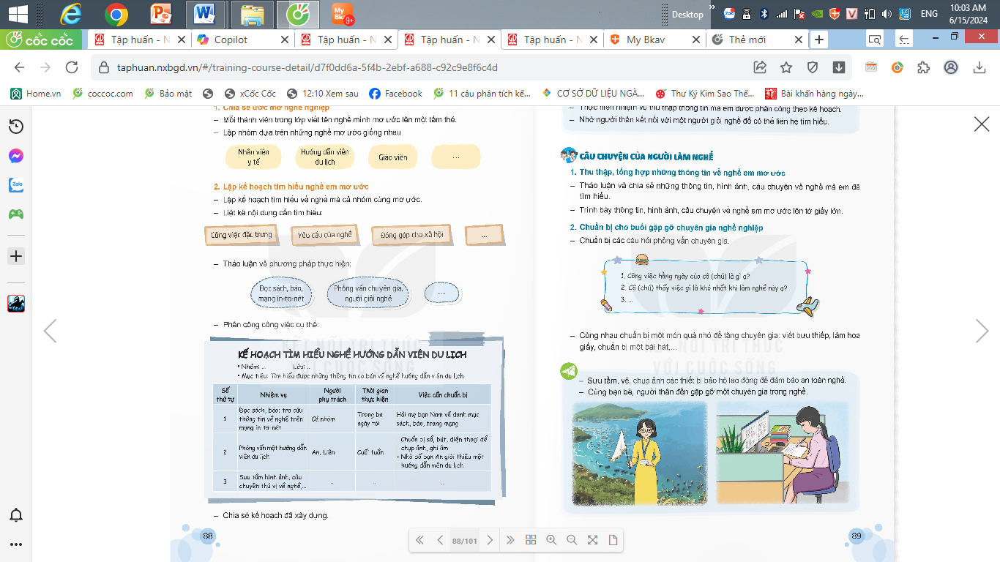 Desktop
»
9+
My
Bkav
ENG
10:03 AM
6/15/2024
cốc cốc
Tập huấn - N
Copilot
Tập huấn - N
Tập huấn - N
Tập huấn - N
My Bkav
Thẻ mới
taphuan.nxbgd.vn/#/training-course-detail/d7f0dd6a-5f4b-2ebf-a688-c92c9e8f6c4d
Home.vn
coccoc.com
Bảo mật
xCốc Cốc
12:10 Xem sau
Facebook
11 câu phân tích kế...
CƠ SỞ DỮ LIỆU NGÀ...
Thư Ký Kim Sao Thế...
Bài khấn hàng ngày...
Zalo
1. Chia sẻ ước mơ nghề nghiệp
– Mỗi thành viên trong lớp viết tên nghề mình mơ ước lên một tấm thẻ.
– Lập nhóm dựa trên những nghề mơ ước giống nhau.
Nhân viên
y tế
Hướng dẫn viên
du lịch
Giáo viên
...
2. Lập kế hoạch tìm hiểu nghề em mơ ước
– Lập kế hoạch tìm hiểu về nghề mà cả nhóm cùng mơ ước.
– Liệt kê nội dung cần tìm hiểu:
Công việc đặc trưng
Yêu cầu của nghề
Đóng góp cho xã hội
...
– Thảo luận về phương pháp thực hiện:
Đọc sách, báo,
mạng in-tơ-nét
Phỏng vấn chuyên gia,
người giỏi nghề
...
– Phân công công việc cụ thể:
KẾ HOẠCH TÌM HIỂU NGHỀ HƯỚNG DẪN VIÊN DU LỊCH
• Nhóm: ... Lớp: ..
• Mục tiêu: Tìm hiểu được những thông tin cơ bản về nghề hướng dẫn viên du lịch
Số
thứ tự
Nhiệm vụ
Người
phụ trách
Thời gian
thực hiện
Việc cần chuẩn bị
1
Đọc sách, báo; tra cứu
thông tin về nghề trên
mạng in-tơ-nét
Cả nhóm
Trong ba
ngày tới
Hỏi mẹ bạn Nam về danh mục
sách, báo, trang mạng
2
Phỏng vấn một hướng dẫn
viên du lịch
An, Liên
Cuối tuần
- Chuẩn bị sổ, bút, điện thoại để
chụp ảnh, ghi âm
- Nhờ bố bạn An giới thiệu một
hướng dẫn viên du lịch
3
Sưu tầm hình ảnh, câu
chuyện thú vị về nghề,...
..
..
..
– Chia sẻ kế hoạch đã xây dựng.
88
– Thực hiện nhiệm vụ thu thập thông tin mà em được phân công theo kế hoạch.
– Nhờ người thân kết nối với một người giỏi nghề để có thể liên hệ tìm hiểu.
CÂU CHUYỆN CỦA NGƯỜI LÀM NGHỀ
1. Thu thập, tổng hợp những thông tin về nghề em mơ ước
– Thảo luận và chia sẻ những thông tin, hình ảnh, câu chuyện về nghề mà em đã
tìm hiểu.
– Trình bày thông tin, hình ảnh, câu chuyện về nghề em mơ ước lên tờ giấy lớn.
2. Chuẩn bị cho buổi gặp gỡ chuyên gia nghề nghiệp
– Chuẩn bị các câu hỏi phỏng vấn chuyên gia.
1. Công việc hằng ngày của cô (chú) là gì ạ?
2. Cô (chú) thấy việc gì là khó nhất khi làm nghề này ạ?
3. ...
– Cùng nhau chuẩn bị một món quà nhỏ để tặng chuyên gia: viết bưu thiếp, làm hoa
giấy, chuẩn bị một bài hát,...
– Sưu tầm, vẽ, chụp ảnh các thiết bị bảo hộ lao động để đảm bảo an toàn nghề.
– Cùng bạn bè, người thân đến gặp gỡ một chuyên gia trong nghề.
89
KẾT NỐI TRI THỨC
KẾT NỐI TRI THỨC
VỚI CUỘC SỐNG
VỚI CUỘC SỐNG
88/101